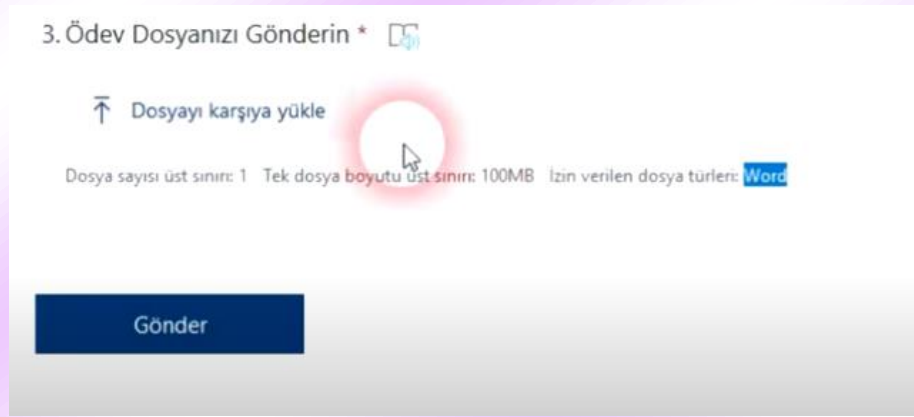 3. Ödev Dosyanızı Gönderin *
Dosyayı karşıya yükle
Dosya sayısı üst sınırı: 1 Tek dosya boyutu üst sınırı: 100MB İzin verilen dosya türleri: Word
Gönder